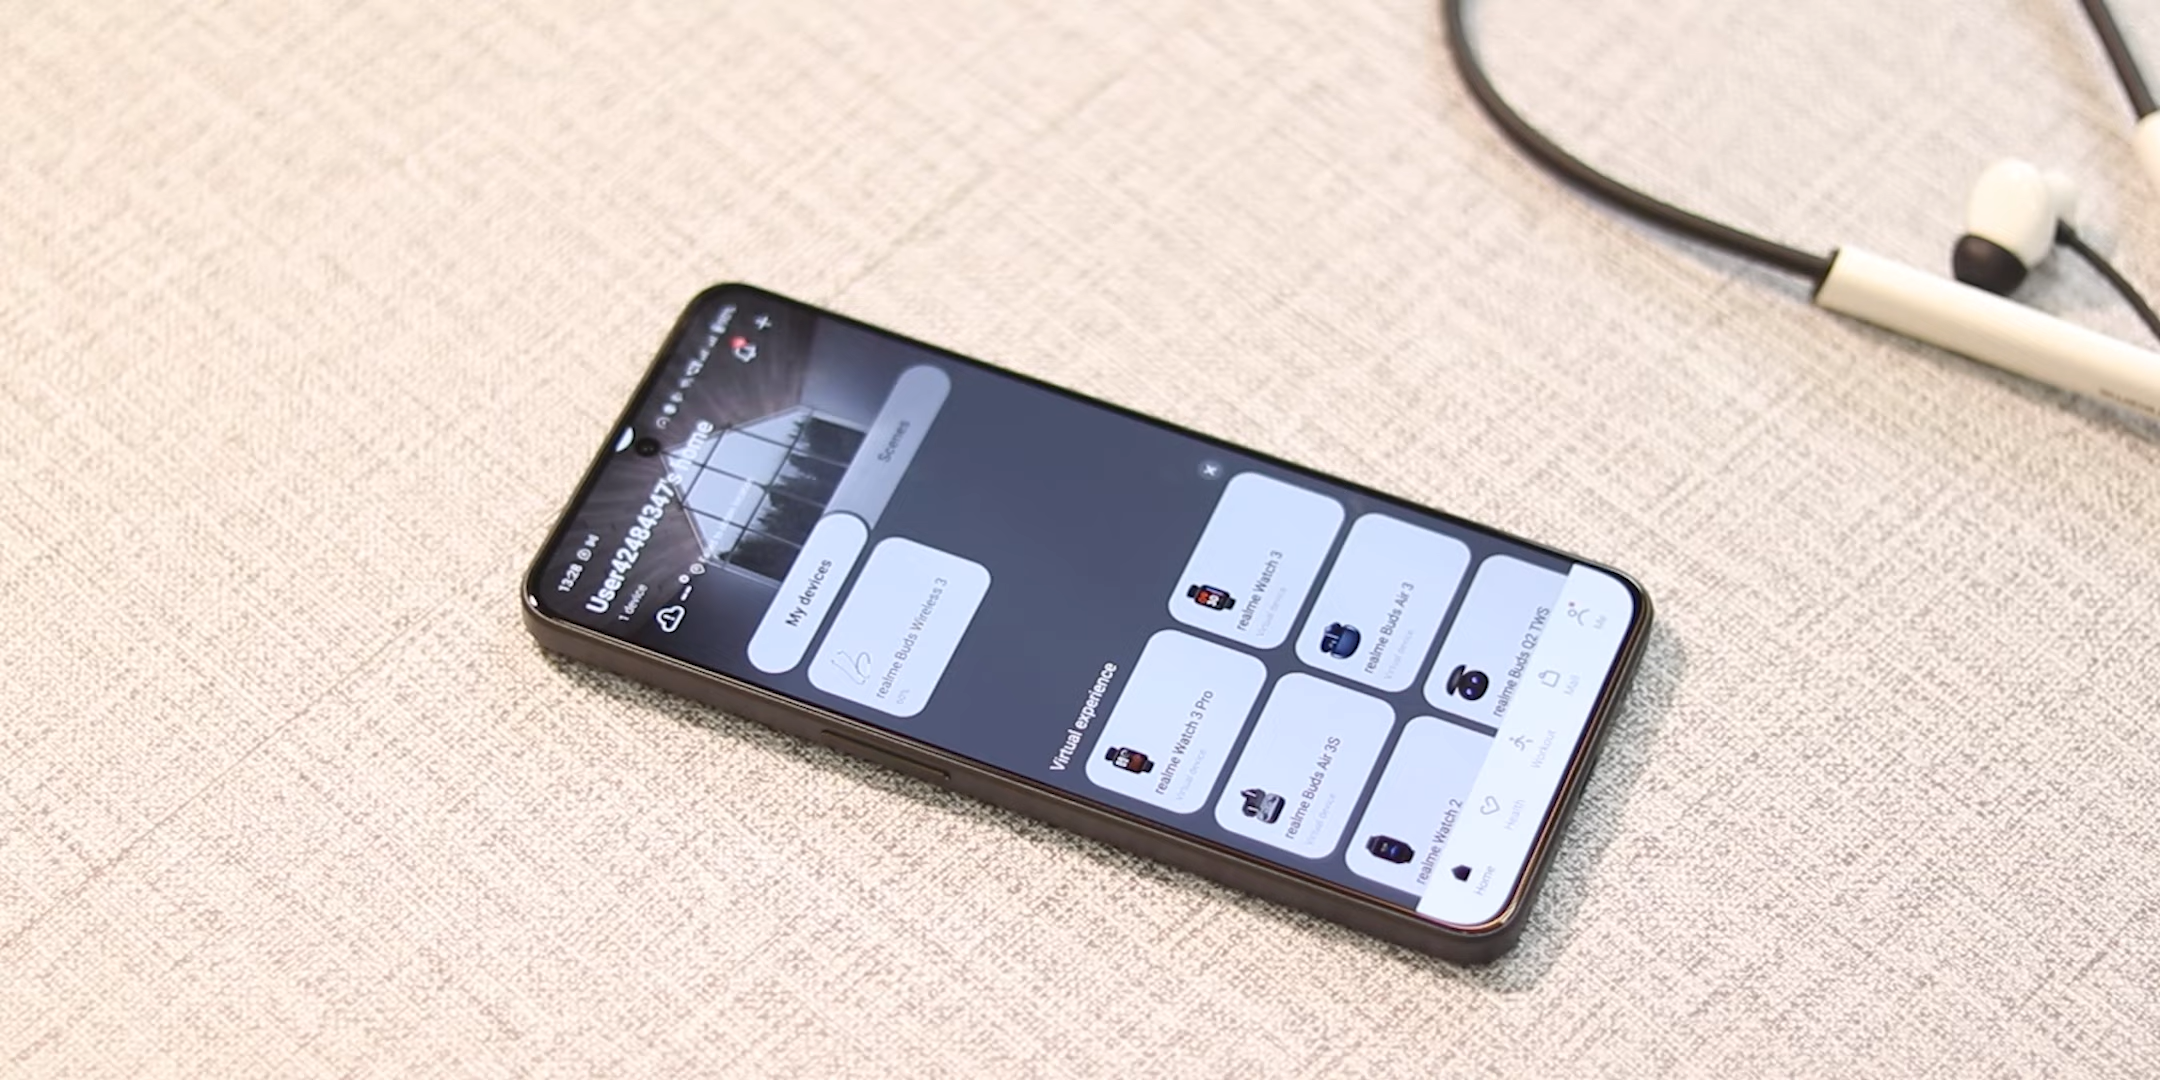 13:28
User42484347's home
1 device
My devices
Scenes
realme Buds Wireless 3
60%
Virtual experience
realme Watch 3 Pro
Virtual device
realme Watch 3
Virtual device
realme Buds Air 3S
Virtual device
realme Buds Air 3
Virtual device
realme Watch 2
realme Buds Q2 TWS
Home
Health
Workout
Mall
Me